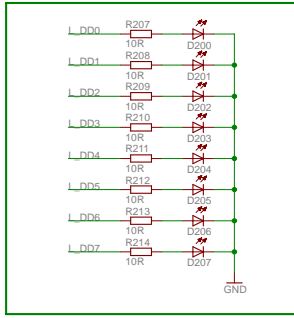 R207
L_DD0
10R
D200
R208
L_DD1
10R
D201
R209
L_DD2
10R
D202
R210
L_DD3
10R
D203
R211
L_DD4
10R
D204
R212
L_DD5
10R
D205
R213
L_DD6
10R
D206
R214
L_DD7
10R
D207
GND